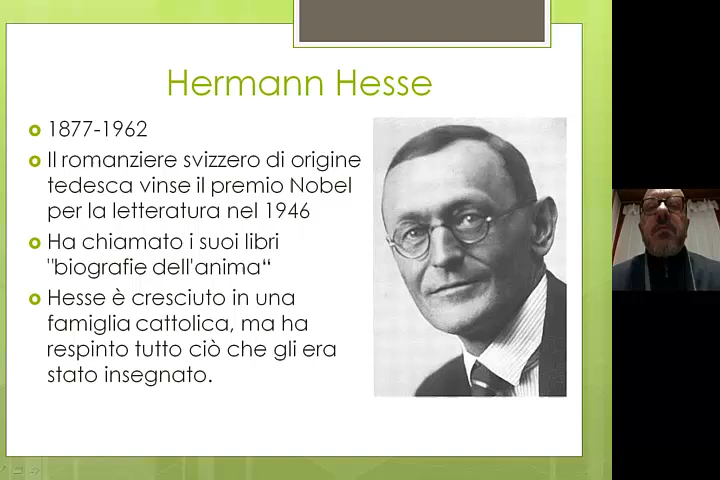 Hermann Hesse
1877-1962
Il romanziere svizzero di origine
tedesca vinse il premio Nobel
per la letteratura nel 1946
Ha chiamato i suoi libri
"biografie dell'anima“
Hesse è cresciuto in una
famiglia cattolica, ma ha
respinto tutto ciò che gli era
stato insegnato.